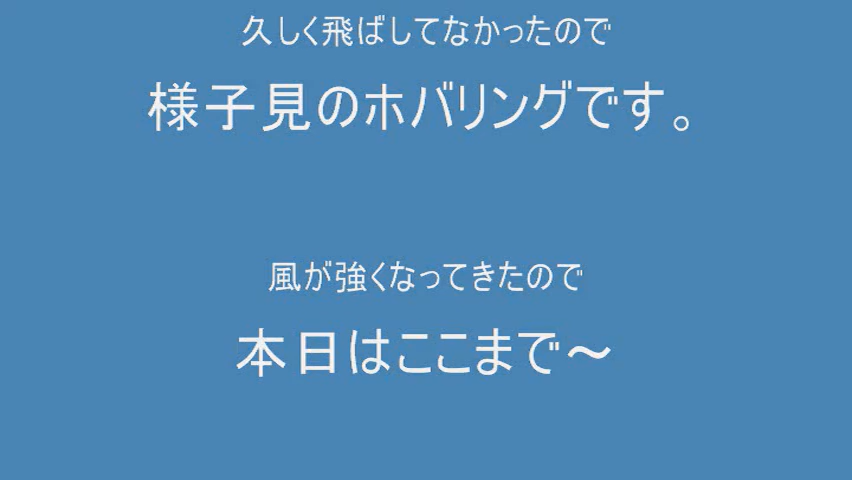 久しく飛ばしてなかったので
様子見のホバリングです。
風が強くなってきたので
本日はここまで～